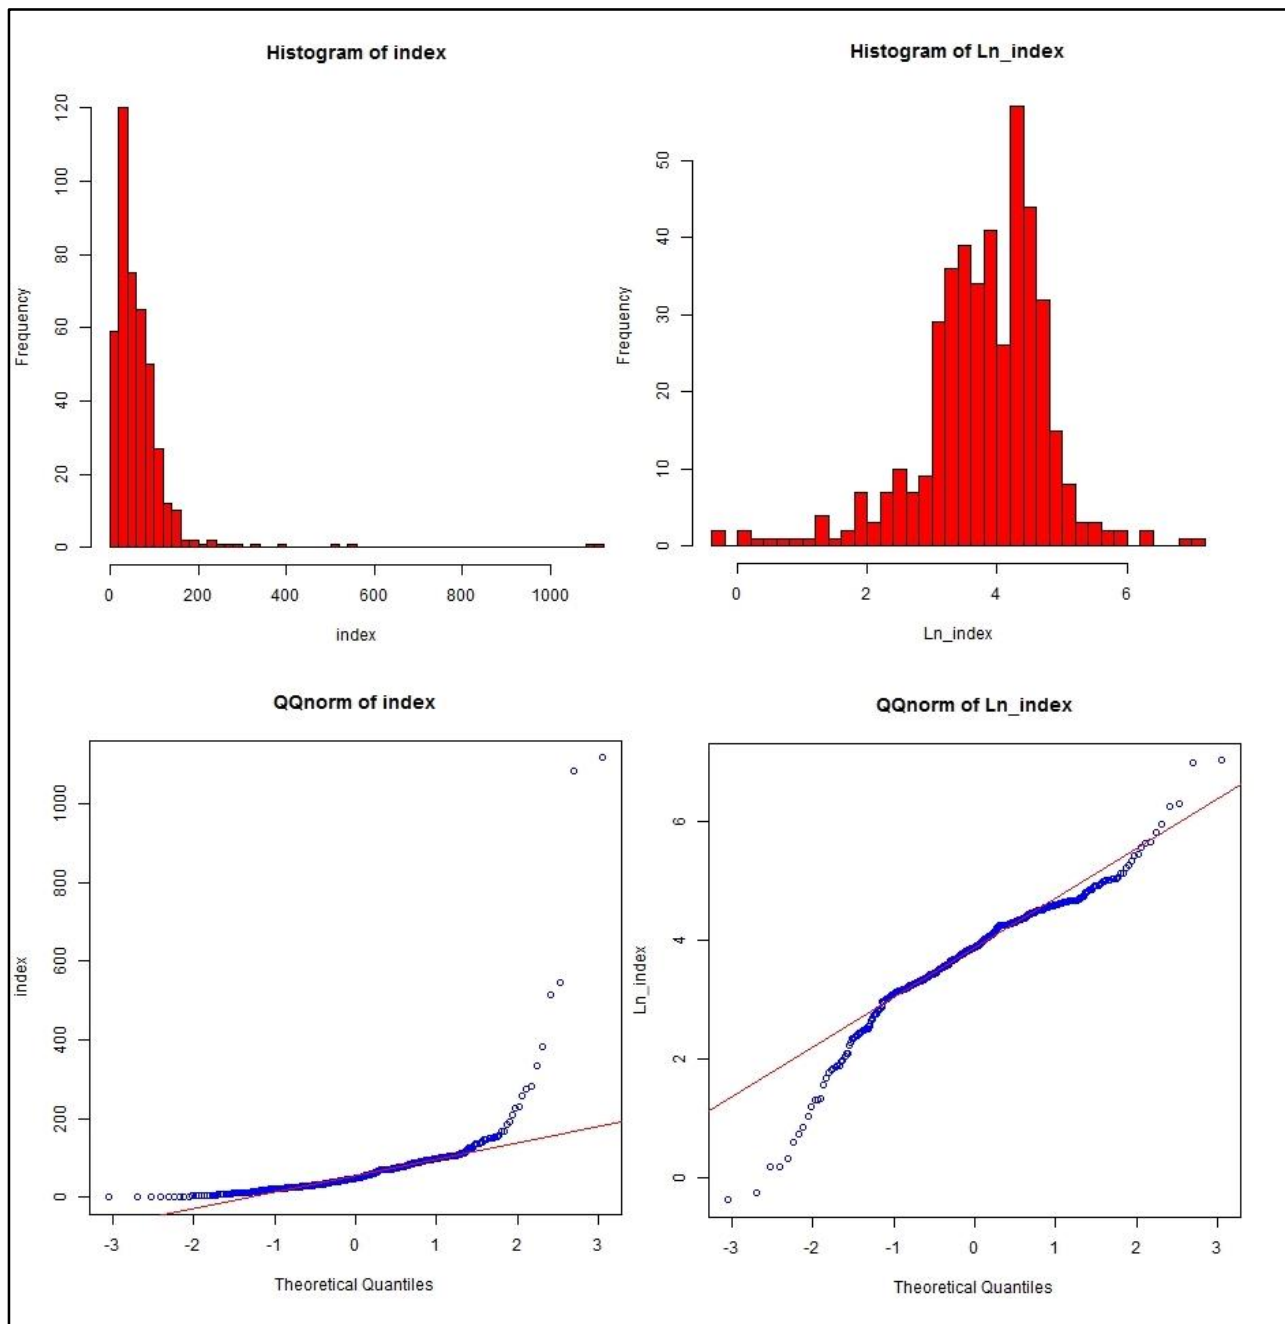 Histogram of index
Frequency
120
100
80
60
40
20
0
0 200 400 600 800 1000
index
Histogram of Ln_index
Frequency
50
40
30
20
10
0
0 2 4 6
Ln_index
QQnorm of index
index
1000
800
600
400
200
0
-3 -2 -1 0 1 2 3
Theoretical Quantiles
QQnorm of Ln_index
Ln_index
6
4
2
0
-3 -2 -1 0 1 2 3
Theoretical Quantiles